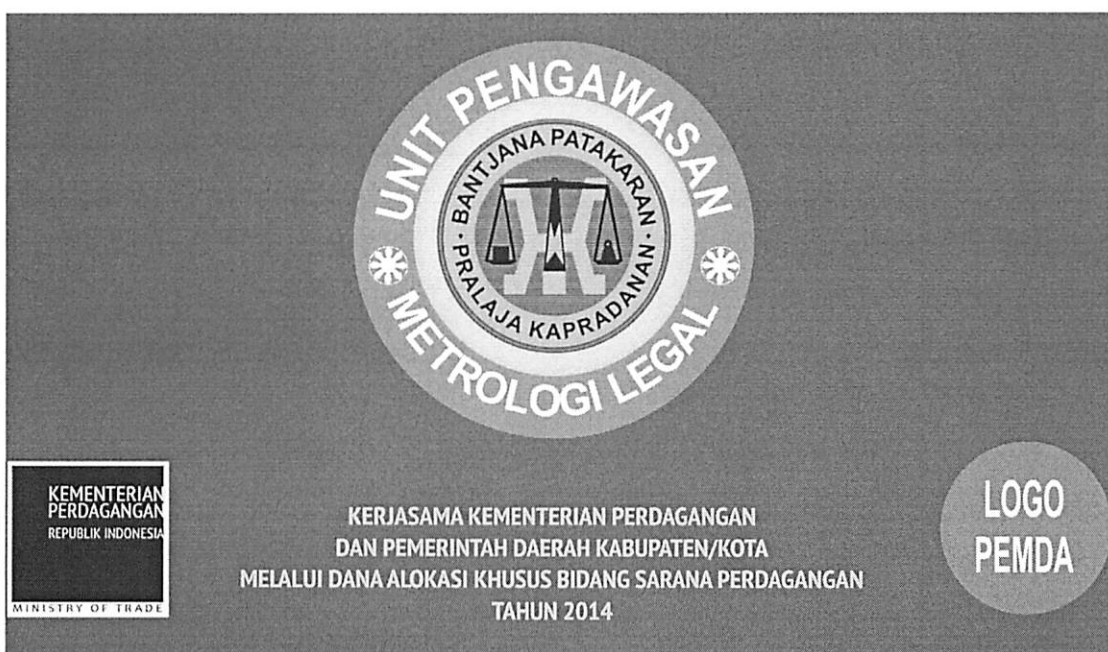 UNIT PENGAWASAN
METROLOGI LEGAL
BANTJANA PATAKARAN
PRALAJA KAPRADANAN
KEMENTERIAN
PERDAGANGAN
REPUBLIK INDONESIA
MINISTRY OF TRADE
KERJASAMA KEMENTERIAN PERDAGANGAN
DAN PEMERINTAH DAERAH KABUPATEN/KOTA
MELALUI DANA ALOKASI KHUSUS BIDANG SARANA PERDAGANGAN
TAHUN 2014
LOGO
PEMDA